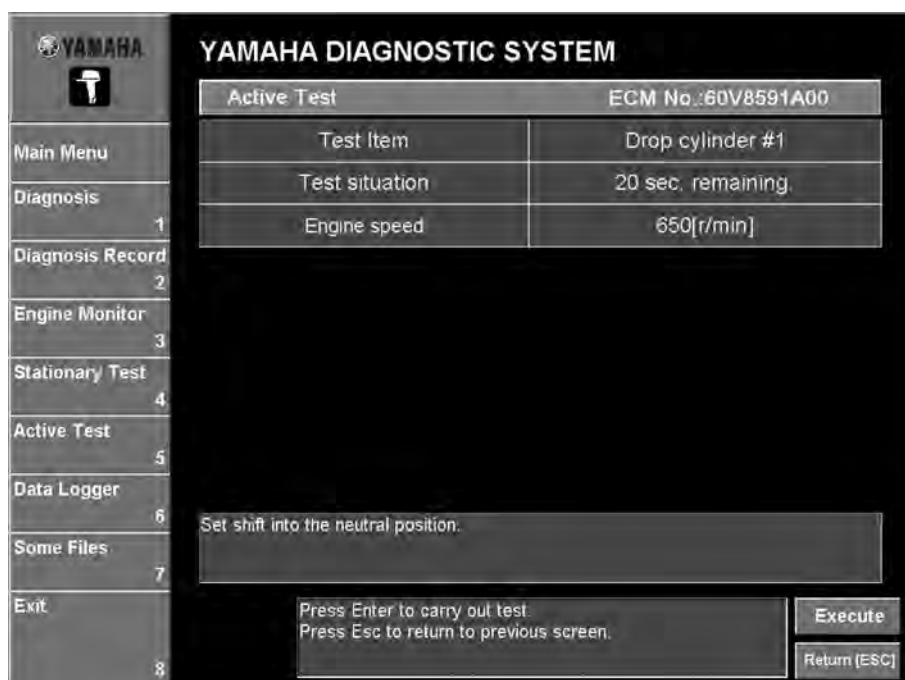 YAMAHA
YAMAHA DIAGNOSTIC SYSTEM
Active Test ECM No.:60V8591A00
Test Item Drop cylinder #1
Test situation 20 sec. remaining.
Engine speed 650[r/min]
Main Menu
Diagnosis
1
Diagnosis Record
2
Engine Monitor
3
Stationary Test
4
Active Test
5
Data Logger
6
Some Files
7
Exit
8
Set shift into the neutral position.
Press Enter to carry out test
Press Esc to return to previous screen.
Execute
Return [ESC]